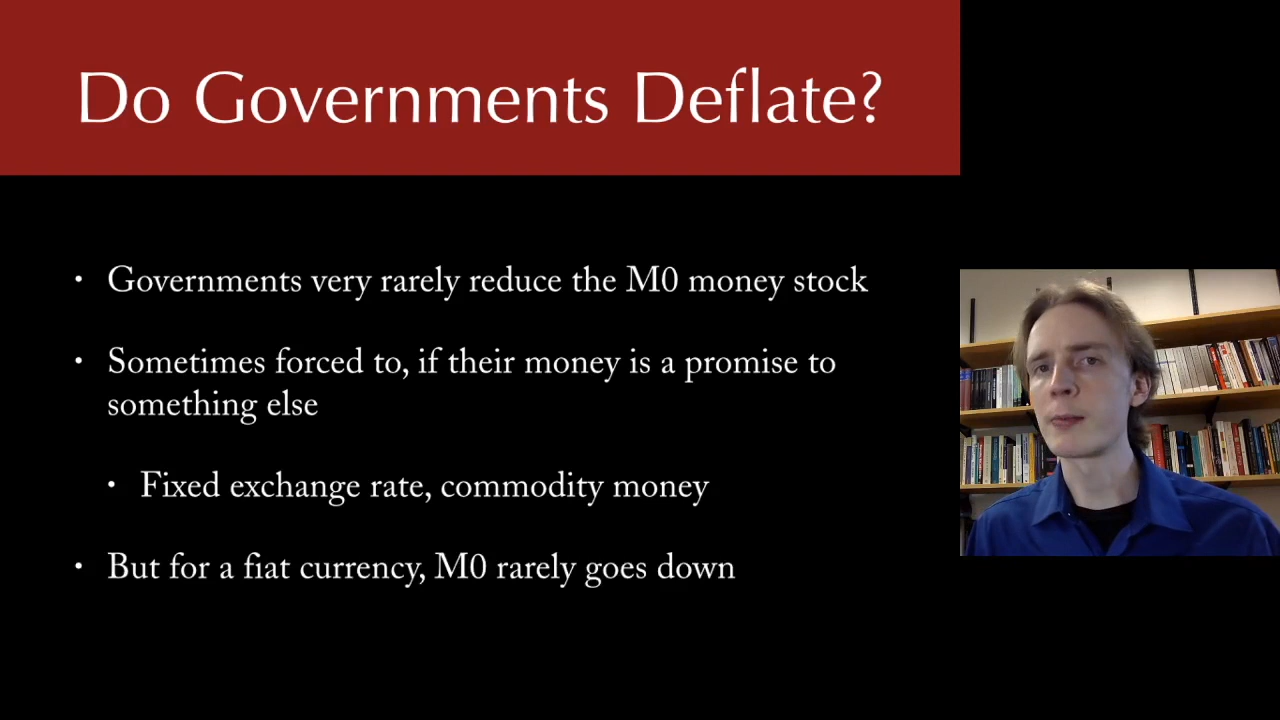 Do Governments Deflate?
• Governments very rarely reduce the M0 money stock
• Sometimes forced to, if their money is a promise to
something else
• Fixed exchange rate, commodity money
• But for a fiat currency, M0 rarely goes down